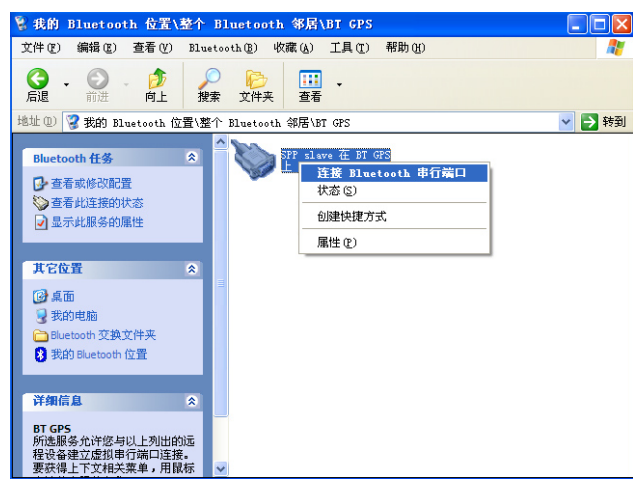 我的 Bluetooth 位置\整个 Bluetooth 邻居\BT GPS
文件(F) 编辑(E) 查看(V) Bluetooth(B) 收藏(A) 工具(T) 帮助(H)
后退 前进 向上 搜索 文件夹 查看
地址(D) 我的 Bluetooth 位置\整个 Bluetooth 邻居\BT GPS 转到
Bluetooth 任务
查看或修改配置
查看此连接的状态
显示此服务的属性
其它位置
桌面
我的电脑
Bluetooth 交换文件夹
我的 Bluetooth 位置
详细信息
BT GPS
所选服务允许您与以上列出的远
程设备建立虚拟串行端口连接。
要获得上下文相关菜单，用鼠标
SPP slave 在 BT GPS
上
连接 Bluetooth 串行端口
状态(S)
创建快捷方式
属性(P)